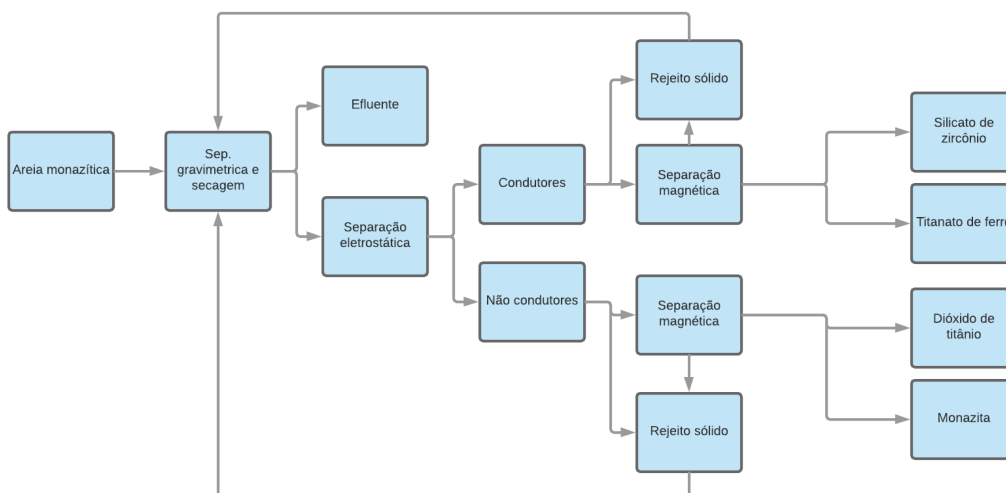 Areia monazítica
Sep.
gravimetrica e
secagem
Efluente
Separação
eletrostática
Condutores
Não condutores
Rejeito sólido
Separação
magnética
Separação
magnética
Rejeito sólido
Silicato de
zircônio
Titanato de ferro
Dióxido de
titânio
Monazita